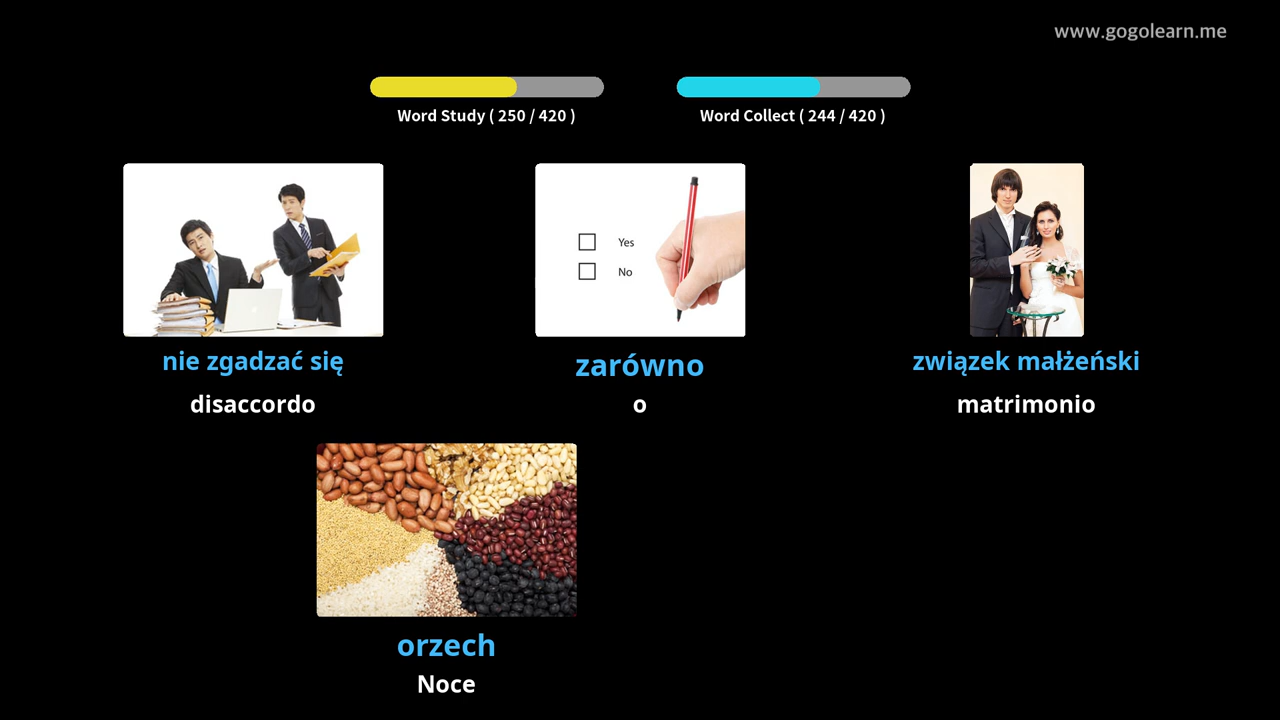 www.gogolearn.me
Word Study ( 250 / 420 )
Word Collect ( 244 / 420 )
Yes
No
nie zgadzać się
disaccordo
zarówno
o
związek małżeński
matrimonio
orzech
Noce